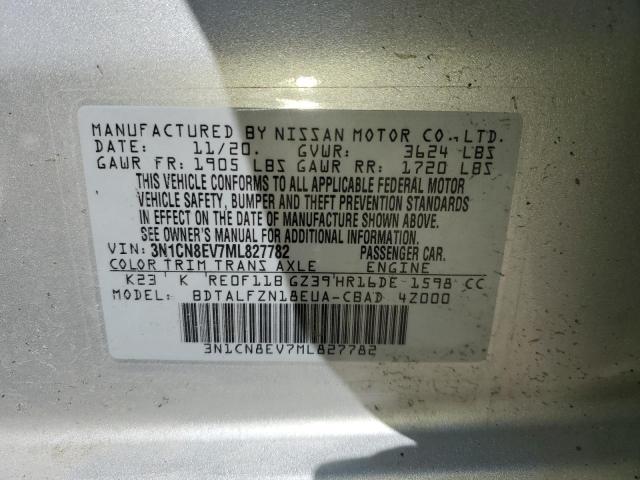 MANUFACTURED BY NISSAN MOTOR CO., LTD.
DATE: 11/20. GVWR: 3624 LBS
GAWR FR: 1905 LBS GAWR RR: 1720 LBS
THIS VEHICLE CONFORMS TO ALL APPLICABLE FEDERAL MOTOR
VEHICLE SAFETY, BUMPER AND THEFT PREVENTION STANDARDS
IN EFFECT ON THE DATE OF MANUFACTURE SHOWN ABOVE.
SEE OWNER'S MANUAL FOR ADDITIONAL INFORMATION
VIN: 3N1CN8EV7ML827782 PASSENGER CAR.
COLOR TRIM TRANS AXLE ENGINE
K23 K RE0F11B GZ39 HR16DE 1598 CC
MODEL: BDTALFZN18EUA-CBAD 4Z000
3N1CN8EV7ML827782